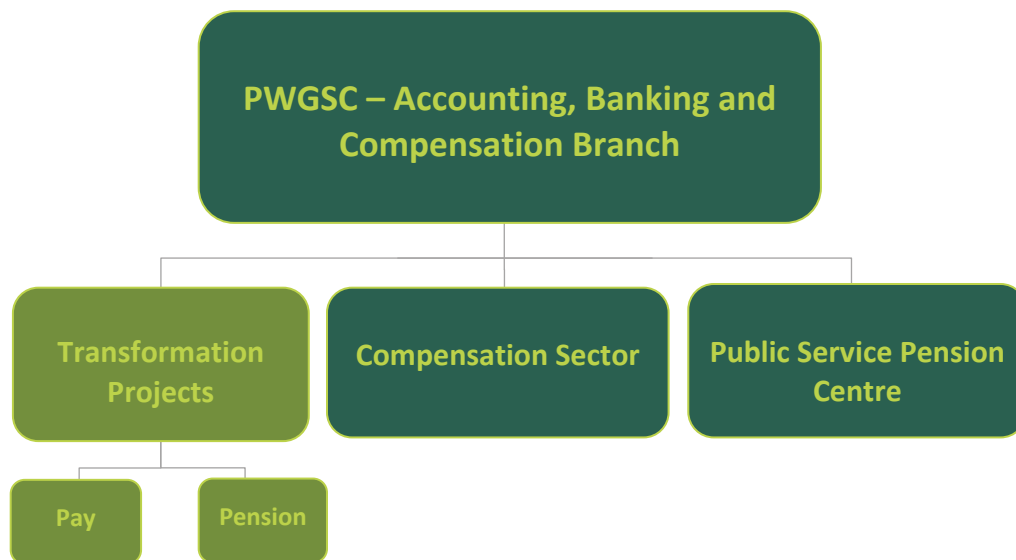 PWGSC – Accounting, Banking and
Compensation Branch
Transformation
Projects
Compensation Sector
Public Service Pension
Centre
Pay
Pension